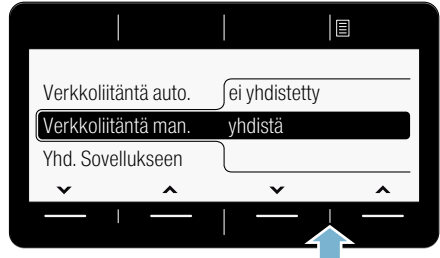 Verkkoliitäntä auto. ei yhdistetty
Verkkoliitäntä man. yhdistä
Yhd. Sovellukseen